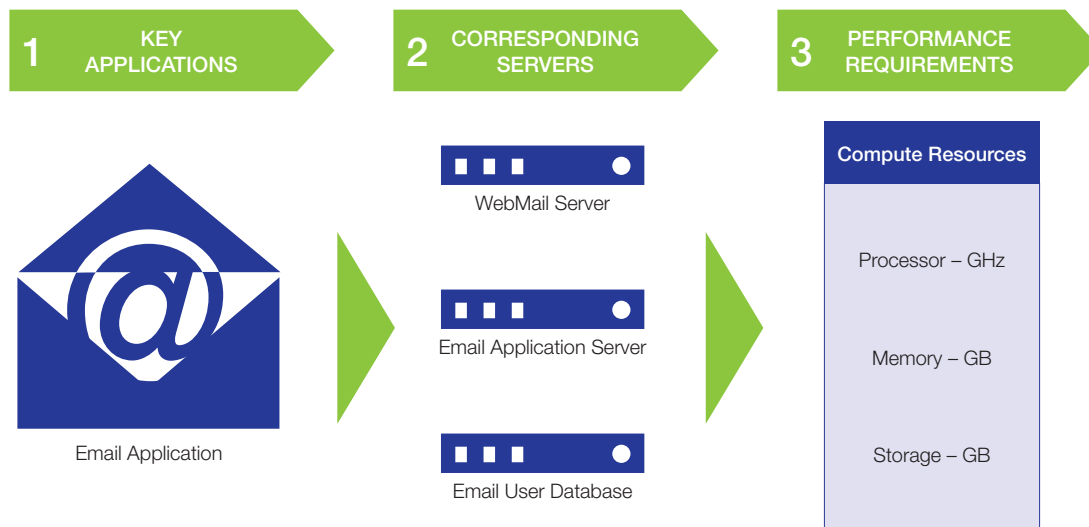 1 KEY
APPLICATIONS
2 CORRESPONDING
SERVERS
3 PERFORMANCE
REQUIREMENTS
@
Email Application
WebMail Server
Email Application Server
Email User Database
Compute Resources
Processor – GHz
Memory – GB
Storage – GB